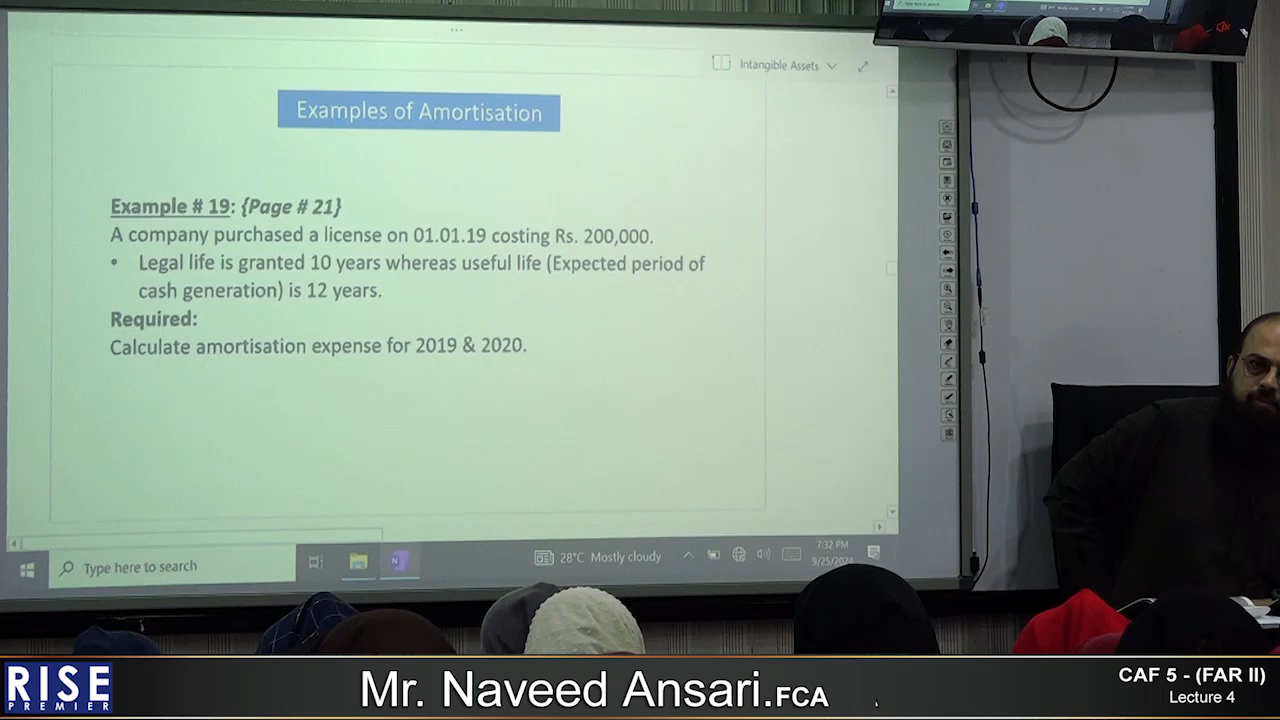 Intangible Assets
Examples of Amortisation
Example # 19: {Page # 21}
A company purchased a license on 01.01.19 costing Rs. 200,000.
• Legal life is granted 10 years whereas useful life (Expected period of
cash generation) is 12 years.
Required:
Calculate amortisation expense for 2019 & 2020.
Type here to search
28°C Mostly cloudy
7:32 PM
RISE
PREMIER
Mr. Naveed Ansari.FCA
CAF 5 - (FAR II)
Lecture 4